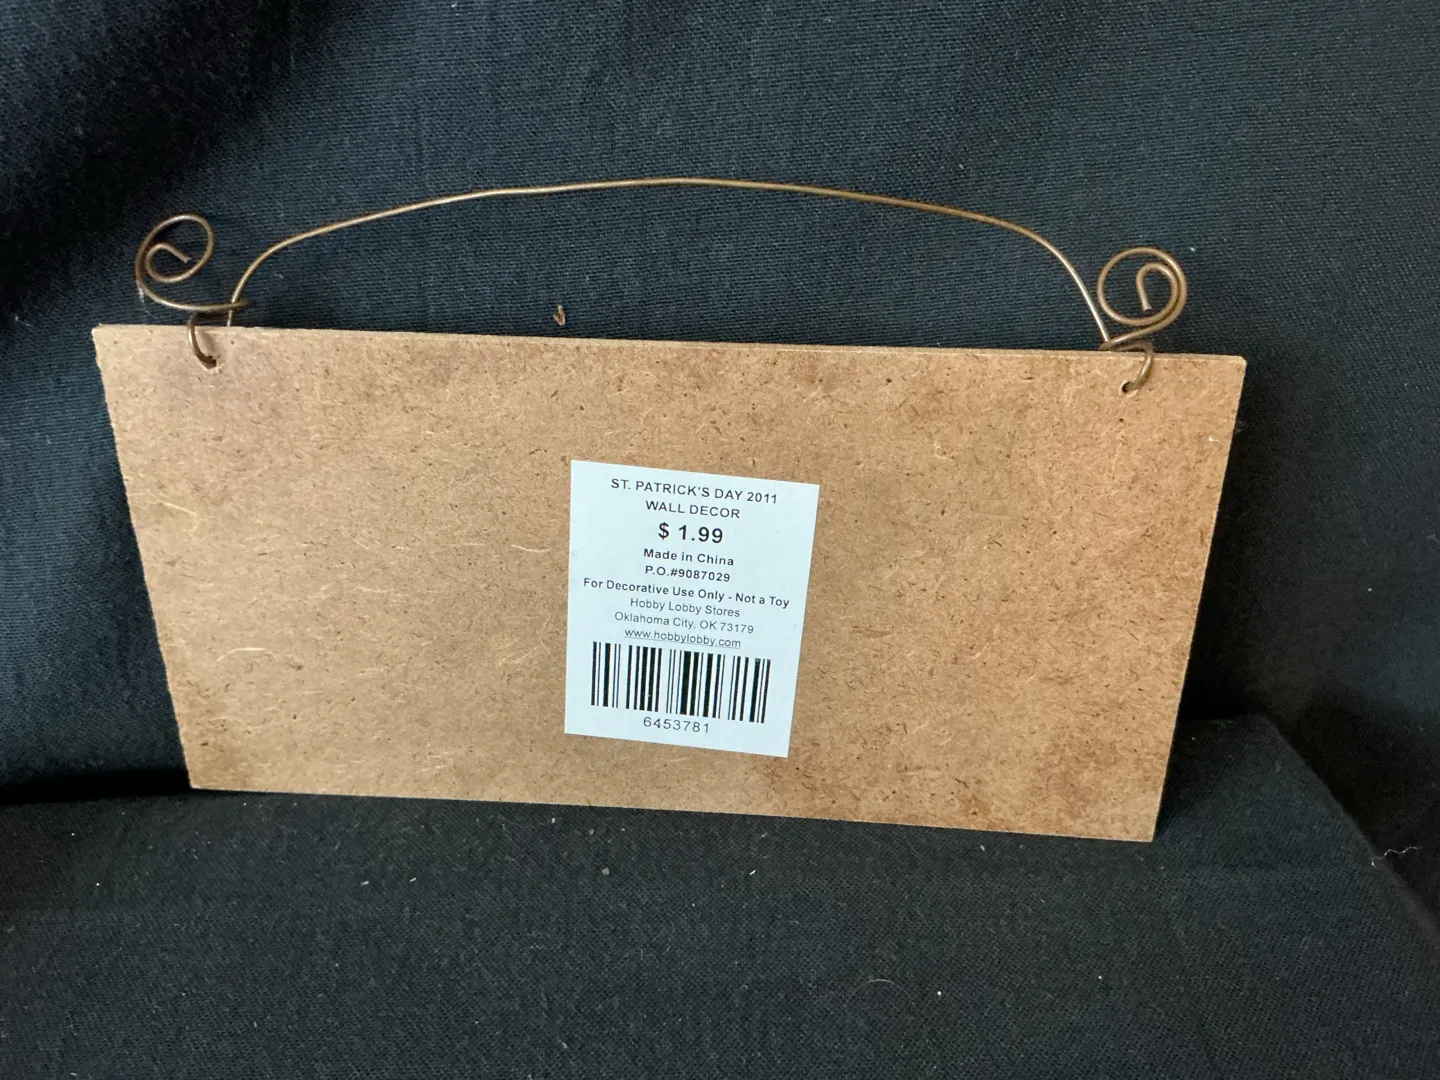 ST. PATRICK'S DAY 2011
WALL DECOR
$ 1.99
Made in China
P.O.#9087029
For Decorative Use Only - Not a Toy
Hobby Lobby Stores
Oklahoma City, OK 73179
www.hobbylobby.com
6453781